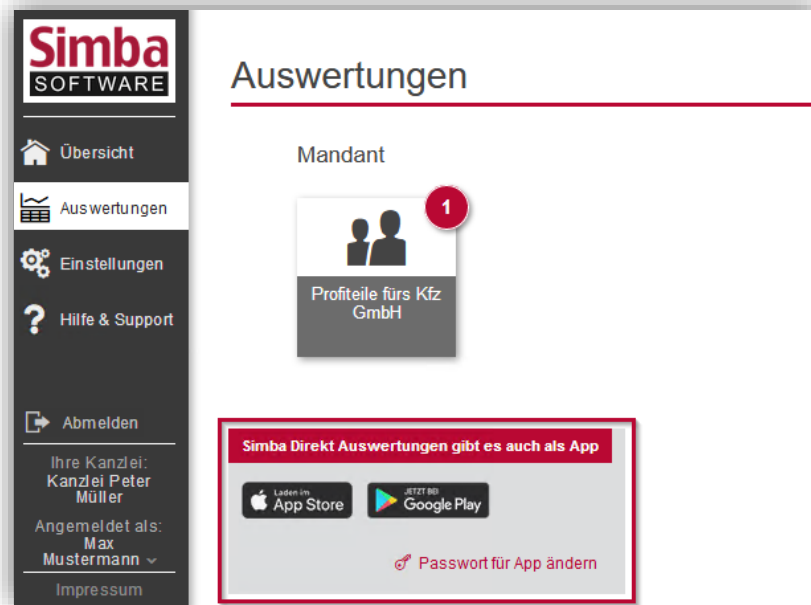 Simba
SOFTWARE
Übersicht
Auswertungen
Einstellungen
Hilfe & Support
Abmelden
Ihre Kanzlei:
Kanzlei Peter
Müller
Angemeldet als:
Max
Mustermann
Impressum
Auswertungen
Mandant
1
Profiteile fürs Kfz
GmbH
Simba Direkt Auswertungen gibt es auch als App
Laden im
App Store
JETZT BEI
Google Play
Passwort für App ändern